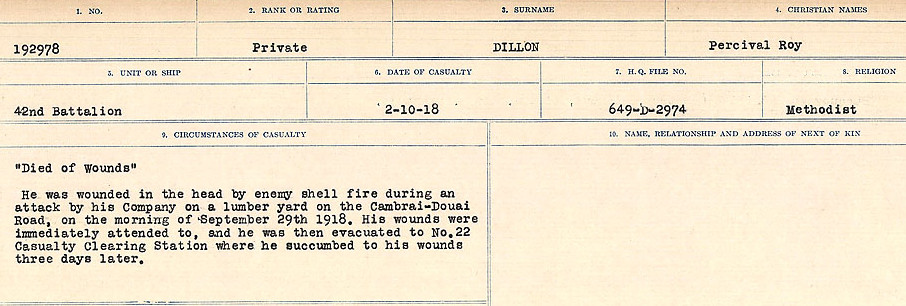 1. NO. 2. RANK OR RATING 3. SURNAME 4. CHRISTIAN NAMES
192978 Private DILLON Percival Roy
5. UNIT OR SHIP 6. DATE OF CASUALTY 7. H.Q. FILE NO. 8. RELIGION
42nd Battalion 2-10-18 649-D-2974 Methodist
9. CIRCUMSTANCES OF CASUALTY 10. NAME, RELATIONSHIP AND ADDRESS OF NEXT OF KIN
"Died of Wounds"
He was wounded in the head by enemy shell fire during an
attack by his Company on a lumber yard on the Cambrai-Douai
Road, on the morning of September 29th 1918. His wounds were
immediately attended to, and he was then evacuated to No.22
Casualty Clearing Station where he succumbed to his wounds
three days later.